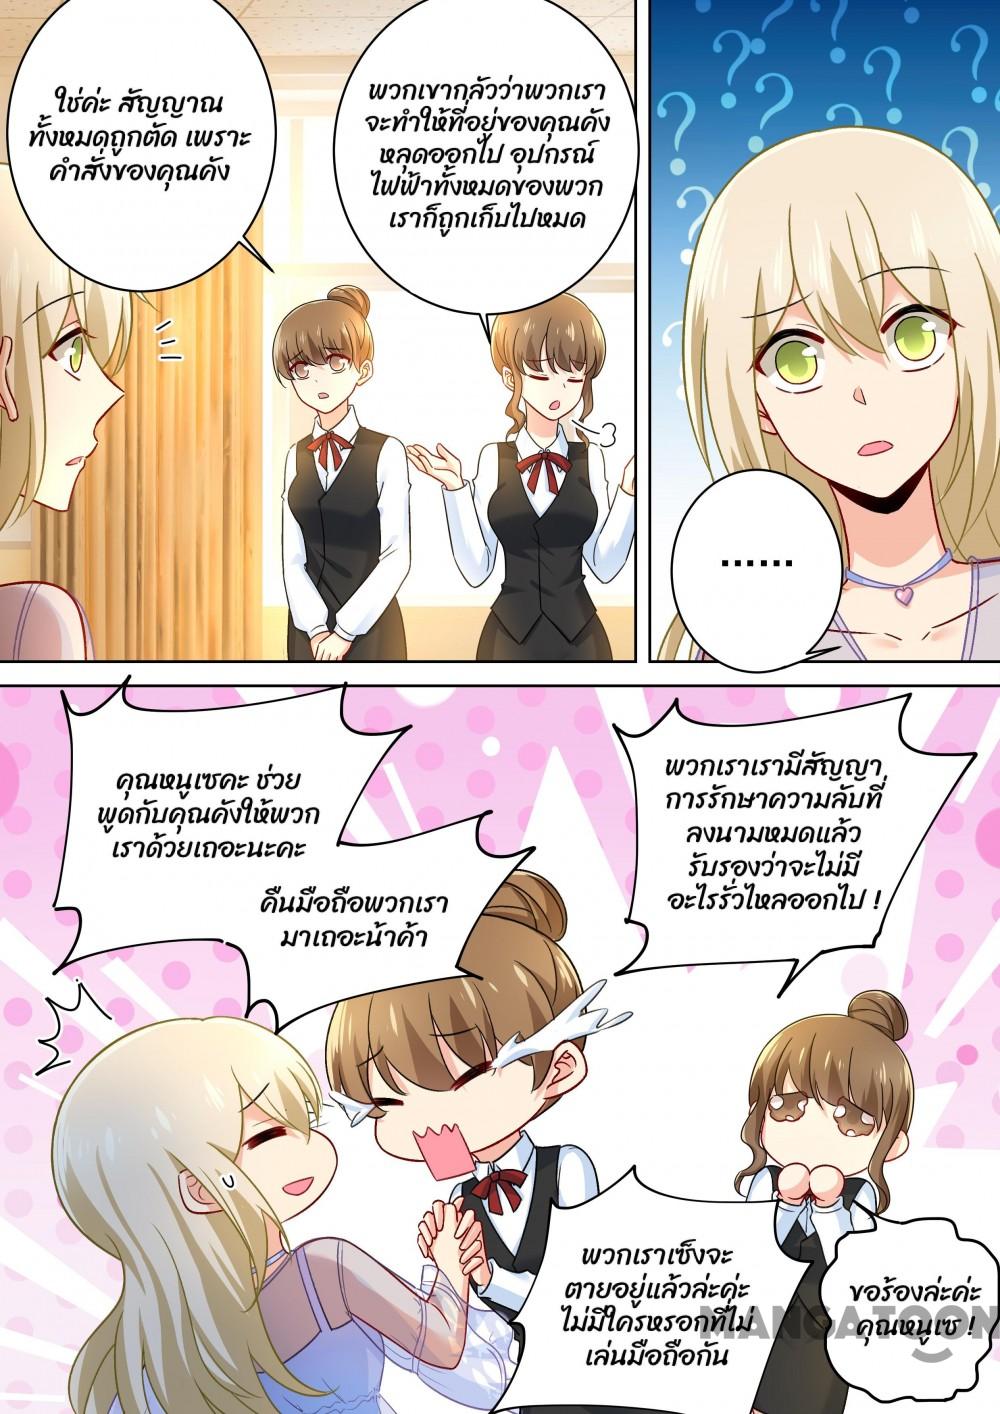 ใช่ค่ะ สัญญาณ
ทั้งหมดถูกตัด เพราะ
คำสั่งของคุณคัง
พวกเขากลัวว่าพวกเรา
จะทำให้ที่อยู่ของคุณคัง
หลุดออกไป อุปกรณ์
ไฟฟ้าทั้งหมดของพวก
เราก็ถูกเก็บไปหมด
......
คุณหนูเซคะ ช่วย
พูดกับคุณคังให้พวก
เราด้วยเถอะนะคะ
คืนมือถือพวกเรา
มาเถอะน้าค้า
พวกเราเรามีสัญญา
การรักษาความลับที่
ลงนามหมดแล้ว
รับรองว่าจะไม่มี
อะไรรั่วไหลออกไป !
พวกเราเซ็งจะ
ตายอยู่แล้วล่ะค่ะ
ไม่มีใครหรอกที่ไม่
เล่นมือถือกัน
ขอร้องล่ะค่ะ
คุณหนูเซ !
MANGATOON